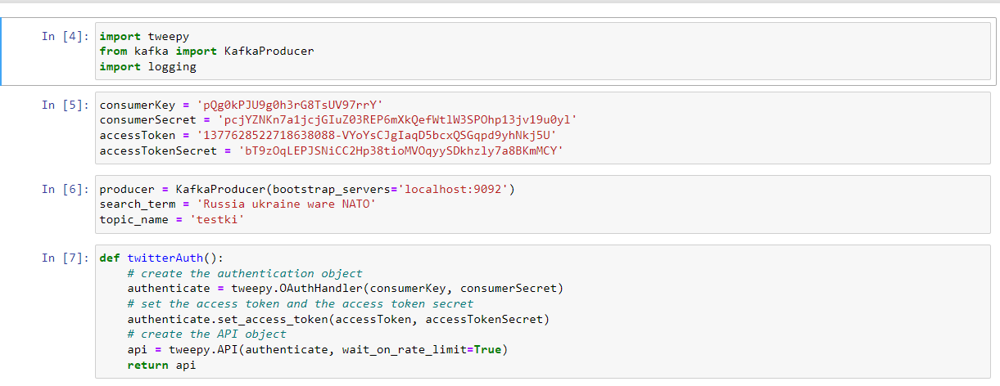 In [4]: import tweepy
from kafka import KafkaProducer
import logging
In [5]: consumerKey = 'pQg0kPJU9g0h3rG8TsUV97rrY'
consumerSecret = 'pcjYZNKn7a1jcjGIuZ03REP6mXkQefWtlW3SPOhp13jv19u0yl'
accessToken = '1377628522718638088-VYoYsCJgIaqD5bcxQSGqpd9yhNkj5U'
accessTokenSecret = 'bT9zOqLEPJSNiCC2Hp38tioMVOqyySDkhzly7a8BKmMCY'
In [6]: producer = KafkaProducer(bootstrap_servers='localhost:9092')
search_term = 'Russia ukraine ware NATO'
topic_name = 'testki'
In [7]: def twitterAuth():
# create the authentication object
authenticate = tweepy.OAuthHandler(consumerKey, consumerSecret)
# set the access token and the access token secret
authenticate.set_access_token(accessToken, accessTokenSecret)
# create the API object
api = tweepy.API(authenticate, wait_on_rate_limit=True)
return api